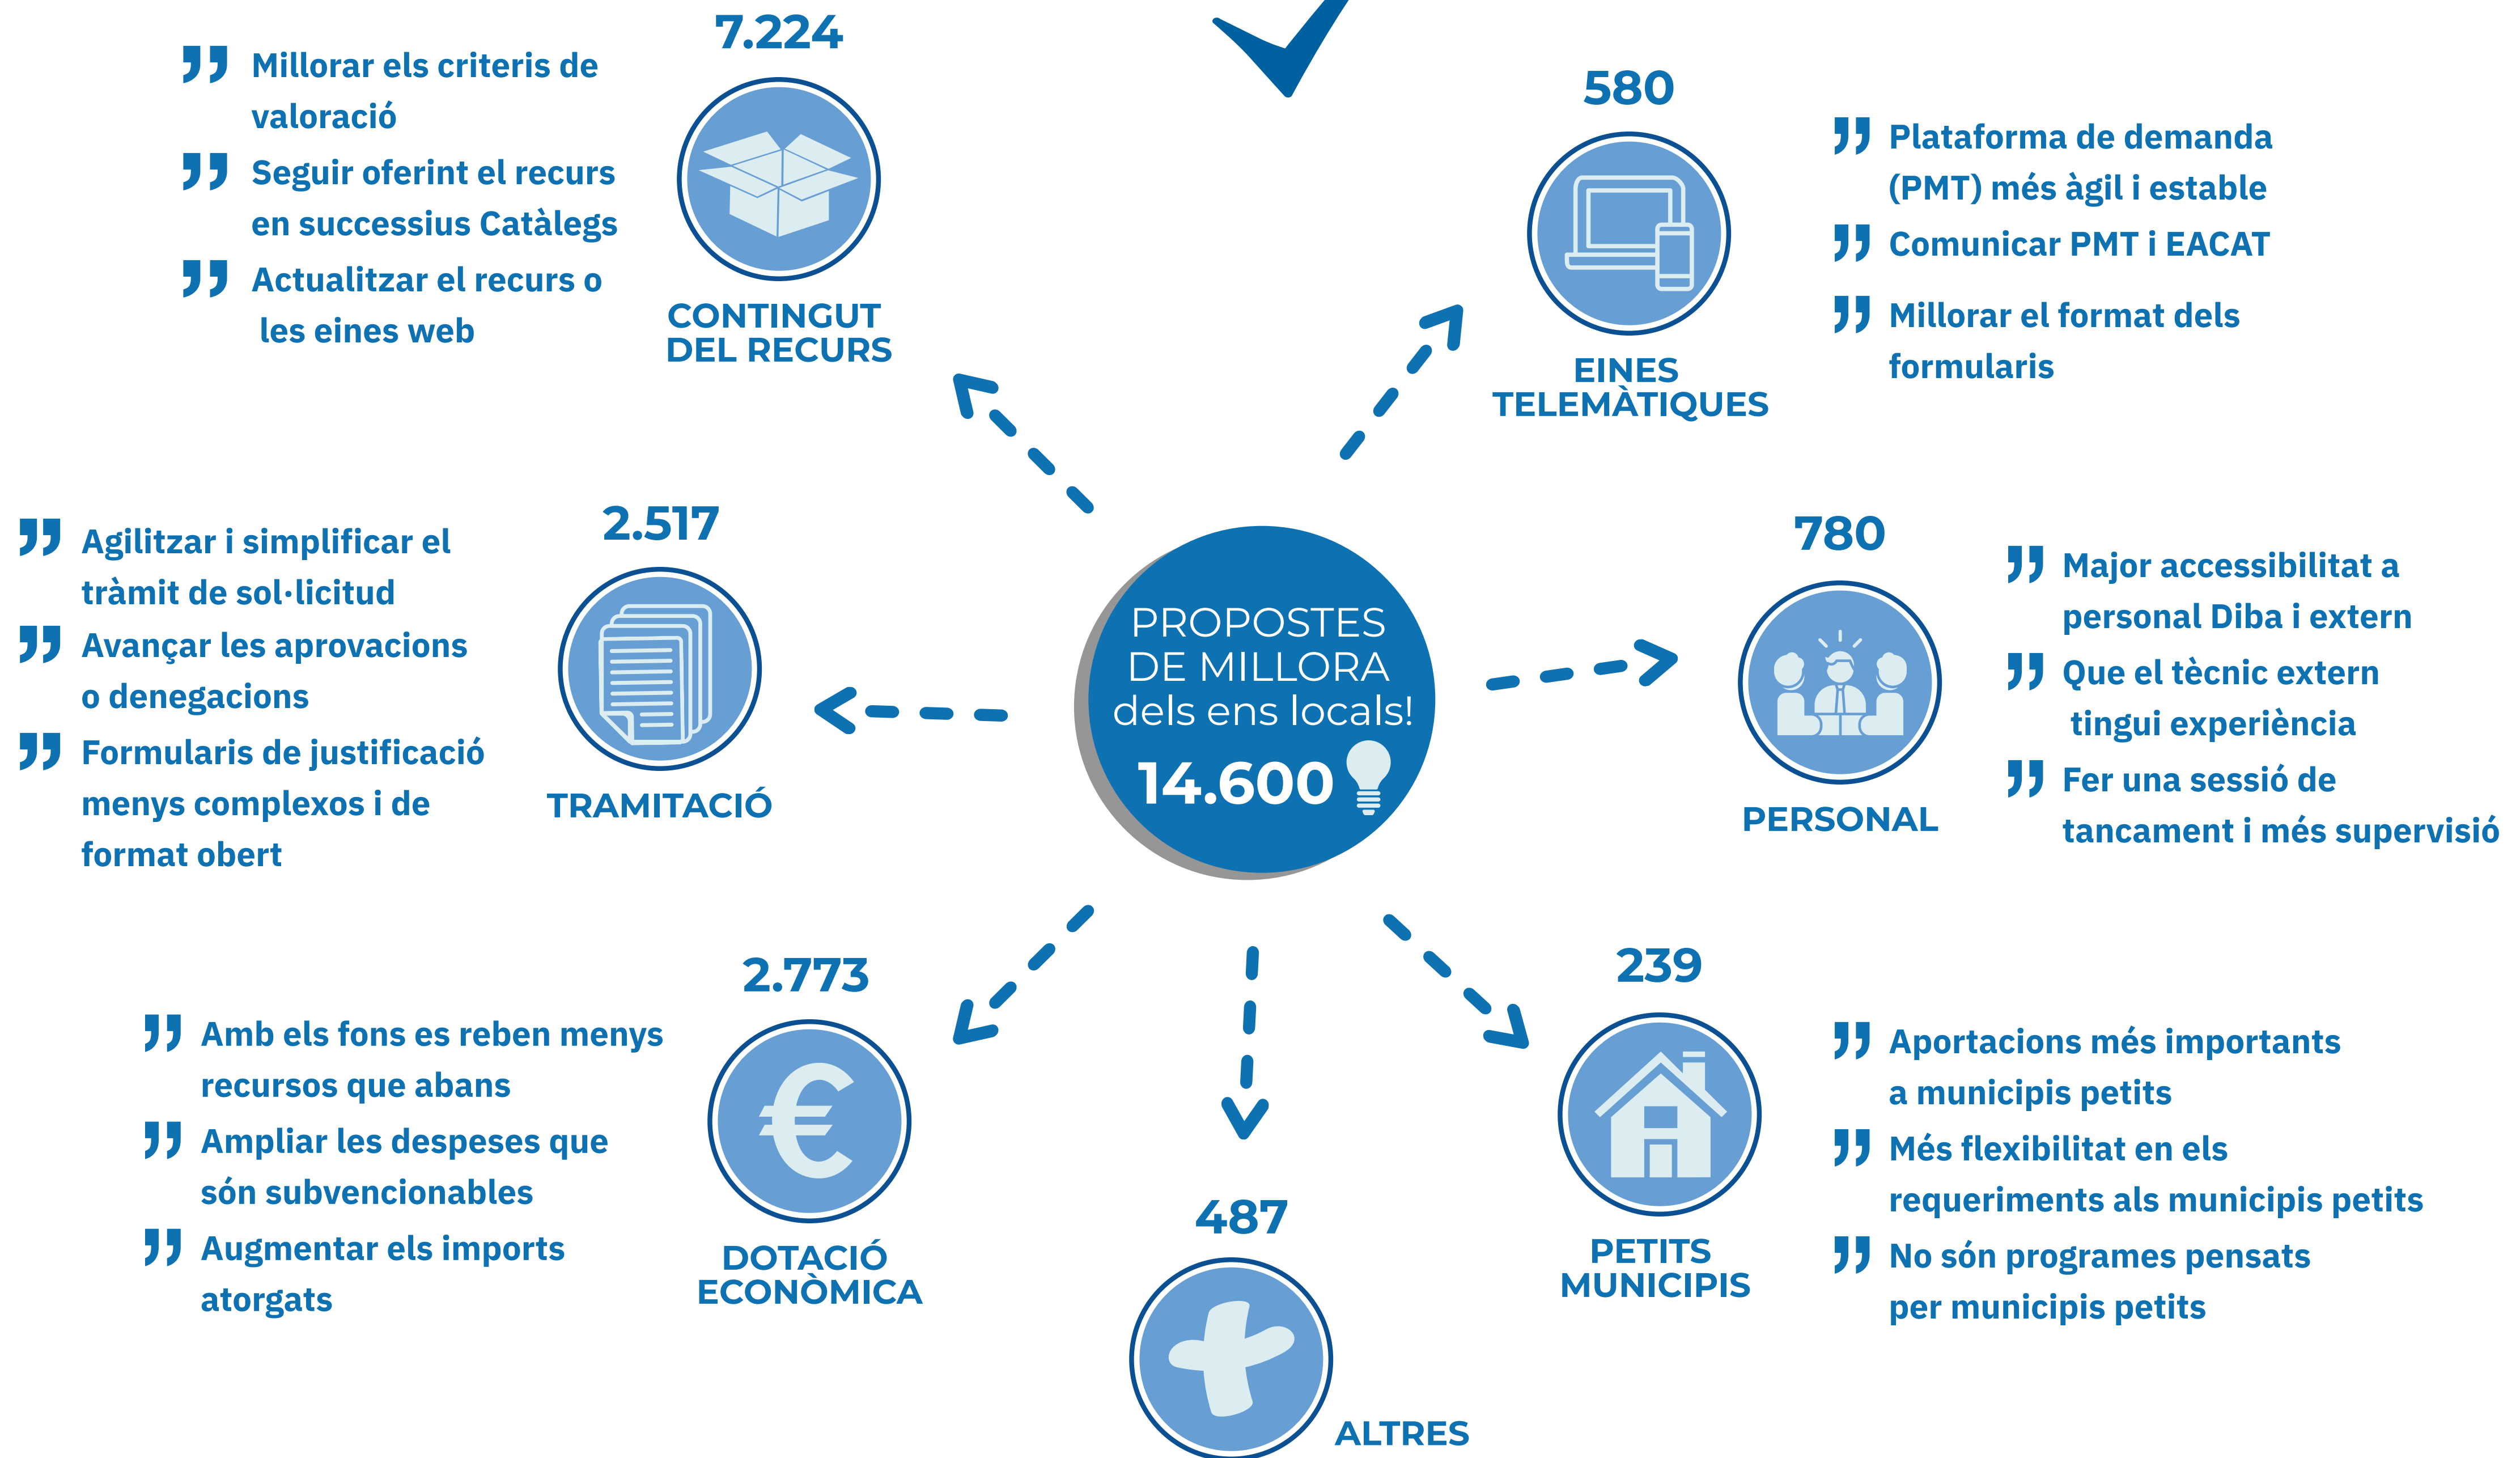 7.224
Millorar els criteris de
valoració
Seguir oferint el recurs
en successius Catàlegs
Actualitzar el recurs o
les eines web
CONTINGUT
DEL RECURS
580
EINES
TELEMÀTIQUES
Plataforma de demanda
(PMT) més àgil i estable
Comunicar PMT i EACAT
Millorar el format dels
formularis
2.517
Agilitzar i simplificar el
tràmit de sol·licitud
Avançar les aprovacions
o denegacions
Formularis de justificació
menys complexos i de
format obert
TRAMITACIÓ
PROPOSTES
DE MILLORA
dels ens locals!
14.600
780
PERSONAL
Major accessibilitat a
personal Diba i extern
Que el tècnic extern
tingui experiència
Fer una sessió de
tancament i més supervisió
2.773
Amb els fons es reben menys
recursos que abans
Ampliar les despeses que
són subvencionables
Augmentar els imports
atorgats
DOTACIÓ
ECONÒMICA
487
ALTRES
239
PETITS
MUNICIPIS
Aportacions més importants
a municipis petits
Més flexibilitat en els
requeriments als municipis petits
No són programes pensats
per municipis petits